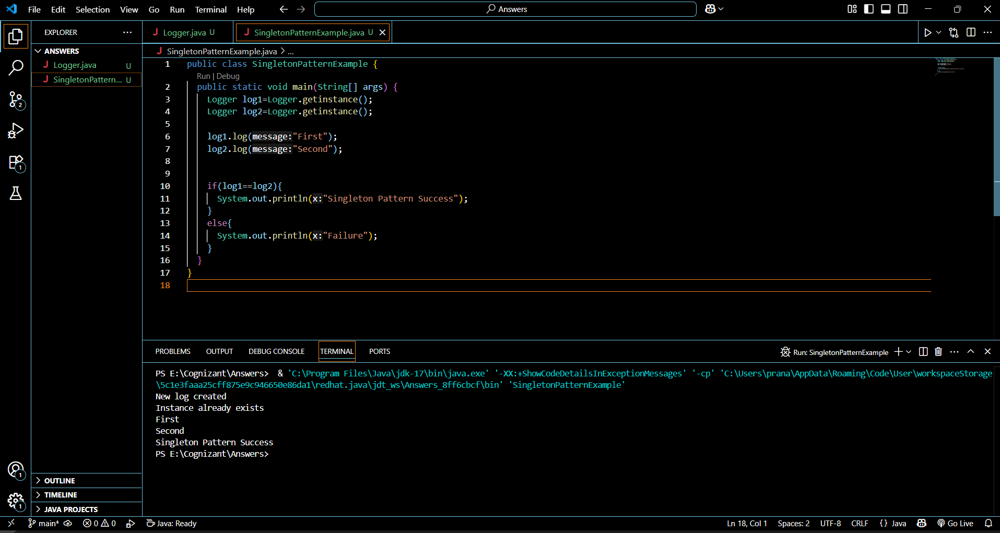 File Edit Selection View Go Run Terminal Help
Answers
EXPLORER
Logger.java U
SingletonPatternExample.java U
ANSWERS
Logger.java U
SingletonPattern... U
2
1
SingletonPatternExample.java > ...
1 public class SingletonPatternExample {
Run | Debug
2 public static void main(String[] args) {
3 Logger log1=Logger.getinstance();
4 Logger log2=Logger.getinstance();
5
6 log1.log(message:"First");
7 log2.log(message:"Second");
8
9
10 if(log1==log2){
11 System.out.println(x:"Singleton Pattern Success");
12 }
13 else{
14 System.out.println(x:"Failure");
15 }
16 }
17 }
18
PROBLEMS OUTPUT DEBUG CONSOLE TERMINAL PORTS
Run: SingletonPatternExample
PS E:\Cognizant\Answers> & 'C:\Program Files\Java\jdk-17\bin\java.exe' '-XX:+ShowCodeDetailsInExceptionMessages' '-cp' 'C:\Users\prana\AppData\Roaming\Code\User\workspaceStorage
\5c1e3faaa25cff875e9c946650e86da1\redhat.java\jdt_ws\Answers_8ff6cbcf\bin' 'SingletonPatternExample'
New log created
Instance already exists
First
Second
Singleton Pattern Success
PS E:\Cognizant\Answers>
1
1
OUTLINE
TIMELINE
JAVA PROJECTS
main* 0 0 Java: Ready
Ln 18, Col 1 Spaces: 2 UTF-8 CRLF {} Java Go Live